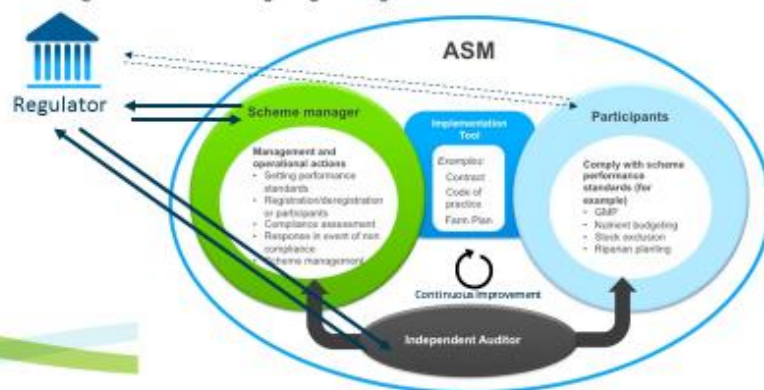 ASM
Regulator
Scheme manager
Management and
operational actions
• Setting performance
standards
• Registration/deregistration
or participants
• Compliance assessment
• Response in event of non
compliance
• Scheme management
Implementation
Tool
Examples:
Contract
Code of
practice
Farm Plan
Participants
Comply with scheme
performance
standards (for
example)
• GMP
• Nutrient budgeting
• Stock exclusion
• Riparian planting
Continuous improvement
Independent Auditor